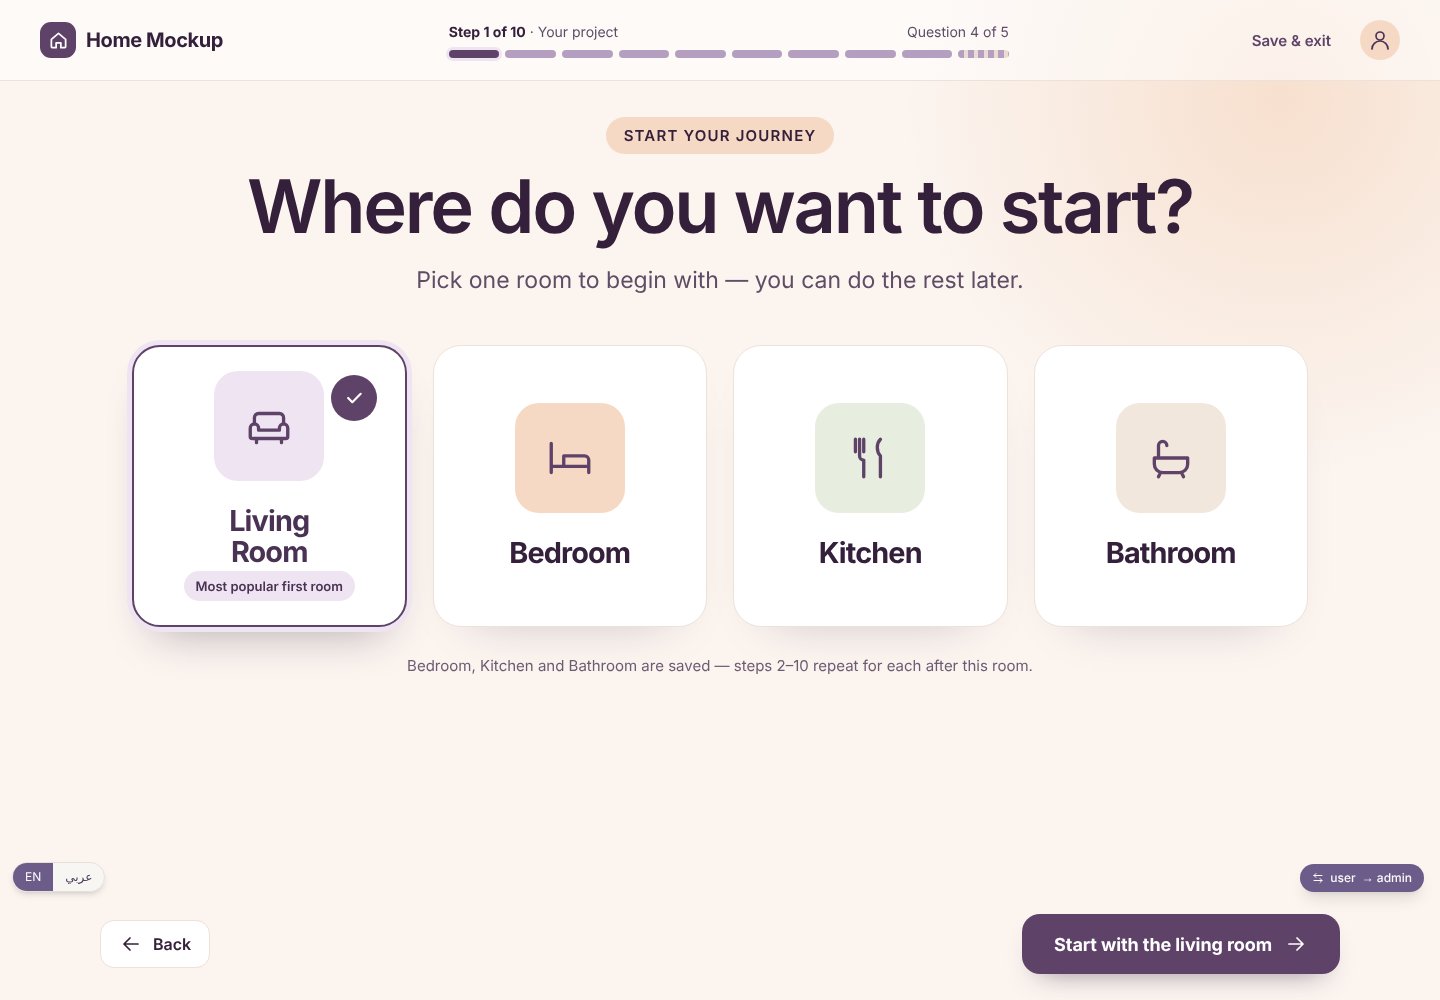 Home Mockup
Step 1 of 10 · Your project
Question 4 of 5
Save & exit
START YOUR JOURNEY
Where do you want to start?
Pick one room to begin with — you can do the rest later.
Living
Room
Most popular first room
Bedroom
Kitchen
Bathroom
Bedroom, Kitchen and Bathroom are saved — steps 2–10 repeat for each after this room.
EN
عربي
user → admin
Back
Start with the living room